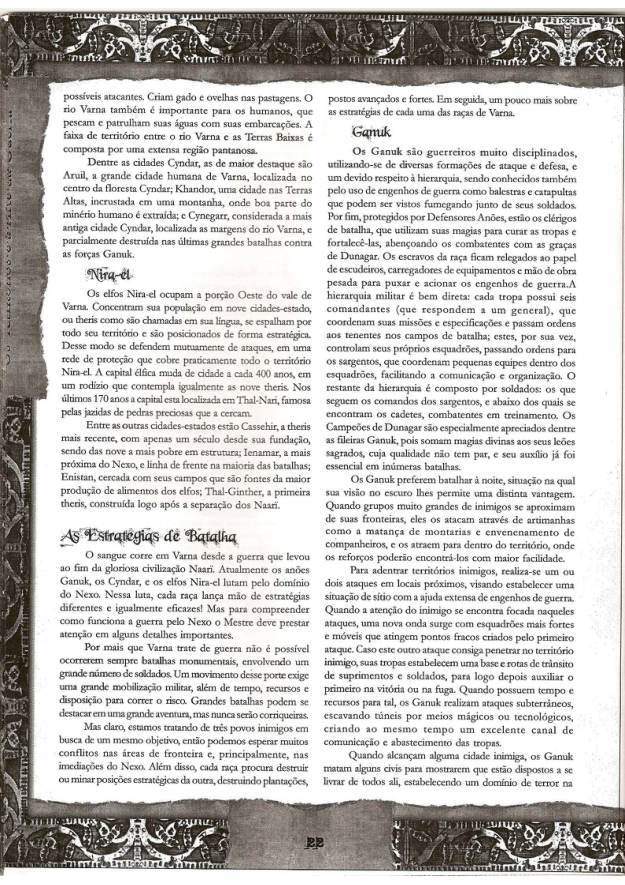 possíveis atacantes. Criam gado e ovelhas nas pastagens. O
rio Varna também é importante para os humanos, que
pescam e patrulham suas águas com suas embarcações. A
faixa de território entre o rio Varna e as Terras Baixas é
composta por uma extensa região pantanosa.
Dentre as cidades Cyndar, as de maior destaque são
Aruil, a grande cidade humana de Varna, localizada no
centro da floresta Cyndar; Khandor, uma cidade nas Terras
Altas, incrustada em uma montanha, onde boa parte do
minério humano é extraída; e Cynegarr, considerada a mais
antiga cidade Cyndar, localizada as margens do rio Varna, e
parcialmente destruída nas últimas grandes batalhas contra
as forças Ganuk.
Nira-el
Os elfos Nira-el ocupam a porção Oeste do vale de
Varna. Concentram sua população em nove cidades-estado,
ou theris como são chamadas em sua língua, se espalham por
todo seu território e são posicionados de forma estratégica.
Desse modo se defendem mutuamente de ataques, em uma
rede de proteção que cobre praticamente todo o território
Nira-el. A capital élfica muda de cidade a cada 400 anos, em
um rodízio que contempla igualmente as nove theris. Nos
últimos 170 anos a capital esta localizada em Thal-Nari, famosa
pelas jazidas de pedras preciosas que a cercam.
Entre as outras cidades-estados estão Cassehir, a theris
mais recente, com apenas um século desde sua fundação,
sendo das nove a mais pobre em estrutura; Ienamar, a mais
próxima do Nexo, e linha de frente na maioria das batalhas;
Enistan, cercada com seus campos que são fontes da maior
produção de alimentos dos elfos; Thal-Ginther, a primeira
theris, construída logo após a separação dos Naarï.
As Estratégias de Batalha
O sangue corre em Varna desde a guerra que levou
ao fim da gloriosa civilização Naarï. Atualmente os anões
Ganuk, os Cyndar, e os elfos Nira-el lutam pelo domínio
do Nexo. Nessa luta, cada raça lança mão de estratégias
diferentes e igualmente eficazes! Mas para compreender
como funciona a guerra pelo Nexo o Mestre deve prestar
atenção em alguns detalhes importantes.
Por mais que Varna trate de guerra não é possível
ocorrerem sempre batalhas monumentais, envolvendo um
grande número de soldados. Um movimento desse porte exige
uma grande mobilização militar, além de tempo, recursos e
disposição para correr o risco. Grandes batalhas podem se
destacar em uma grande aventura, mas nunca serão corriqueiras.
Mas claro, estamos tratando de três povos inimigos em
busca de um mesmo objetivo, então podemos esperar muitos
conflitos nas áreas de fronteira e, principalmente, nas
imediações do Nexo. Além disso, cada raça procura destruir
ou minar posições estratégicas da outra, destruindo plantações,
postos avançados e fortes. Em seguida, um pouco mais sobre
as estratégias de cada uma das raças de Varna.
Ganuk
Os Ganuk são guerreiros muito disciplinados,
utilizando-se de diversas formações de ataque e defesa, e
um devido respeito à hierarquia, sendo conhecidos também
pelo uso de engenhos de guerra como balestras e catapultas
que podem ser vistos fumegando junto de seus soldados.
Por fim, protegidos por Defensores Anões, estão os clérigos
de batalha, que utilizam suas magias para curar as tropas e
fortalecê-las, abençoando os combatentes com as graças
de Dunagar. Os escravos da raça ficam relegados ao papel
de escudeiros, carregadores de equipamentos e mão de obra
pesada para puxar e acionar os engenhos de guerra.A
hierarquia militar é bem direta: cada tropa possui seis
comandantes (que respondem a um general), que
coordenam suas missões e especificações e passam ordens
aos tenentes nos campos de batalha; estes, por sua vez,
controlam seus próprios esquadrões, passando ordens para
os sargentos, que coordenam pequenas equipes dentro dos
esquadrões, facilitando a comunicação e organização. O
restante da hierarquia é composto por soldados: os que
seguem os comandos dos sargentos, e abaixo dos quais se
encontram os cadetes, combatentes em treinamento. Os
Campeões de Dunagar são especialmente apreciados dentre
as fileiras Ganuk, pois somam magias divinas aos seus leões
sagrados, cuja qualidade não tem par, e seu auxílio já foi
essencial em inúmeras batalhas.
Os Ganuk preferem batalhar à noite, situação na qual
sua visão no escuro lhes permite uma distinta vantagem.
Quando grupos muito grandes de inimigos se aproximam
de suas fronteiras, eles os atacam através de artimanhas
como a matança de montarias e envenenamento de
companheiros, e os atraem para dentro do território, onde
os reforços poderão encontrá-los com maior facilidade.
Para adentrar territórios inimigos, realiza-se um ou
dois ataques em locais próximos, visando estabelecer uma
situação de sítio com a ajuda extensa de engenhos de guerra.
Quando a atenção do inimigo se encontra focada naqueles
ataques, uma nova onda surge com esquadrões mais fortes
e móveis que atingem pontos fracos criados pelo primeiro
ataque. Caso este outro ataque consiga penetrar no território
inimigo, suas tropas estabelecem uma base e rotas de trânsito
de suprimentos e soldados, para logo depois auxiliar o
primeiro na vitória ou na fuga. Quando possuem tempo e
recursos para tal, os Ganuk realizam ataques subterrâneos,
escavando túneis por meios mágicos ou tecnológicos,
criando ao mesmo tempo um excelente canal de
comunicação e abastecimento das tropas.
Quando alcançam alguma cidade inimiga, os Ganuk
matam alguns civis para mostrarem que estão dispostos a se
livrar de todos ali, estabelecendo um domínio de terror na
22